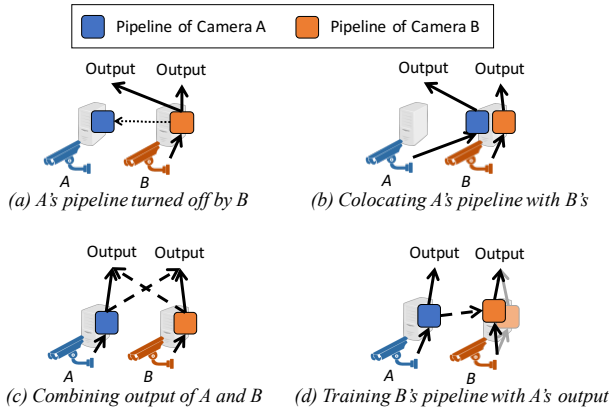 Pipeline of Camera A Pipeline of Camera B
Output Output
A B
(a) A's pipeline turned off by B
Output Output
A B
(b) Colocating A's pipeline with B's
Output Output
A B
(c) Combining output of A and B
Output Output
A B
(d) Training B's pipeline with A's output